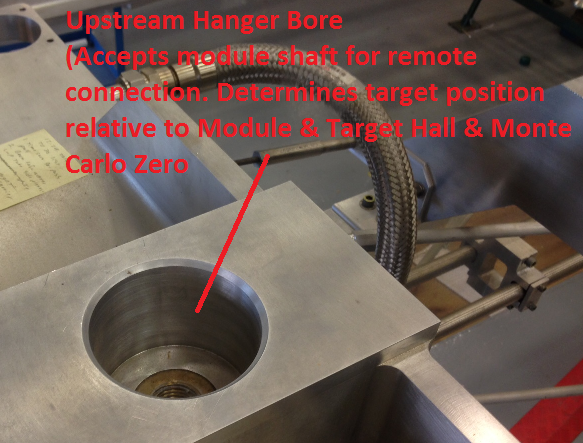 Upstream Hanger Bore
(Accepts module shaft for remote
connection. Determines target position
relative to Module & Target Hall & Monte
Carlo Zero